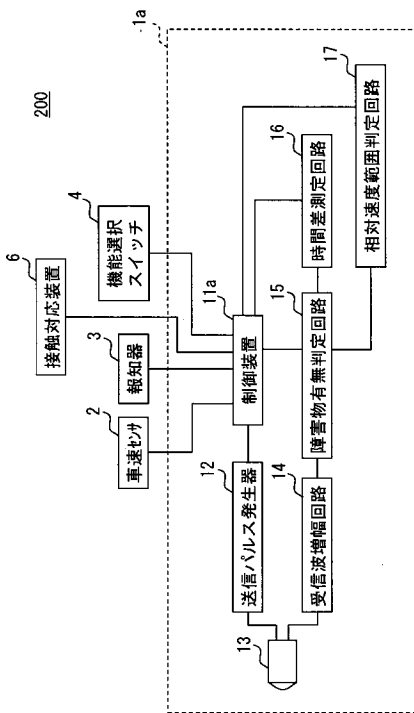 200
1a
6
接触対応装置
4
機能選択
スイッチ
3
報知器
2
車速センサ
11a
制御装置
12
送信パルス発生器
13
14
受信波増幅回路
15
障害物有無判定回路
16
時間差測定回路
17
相対速度範囲判定回路